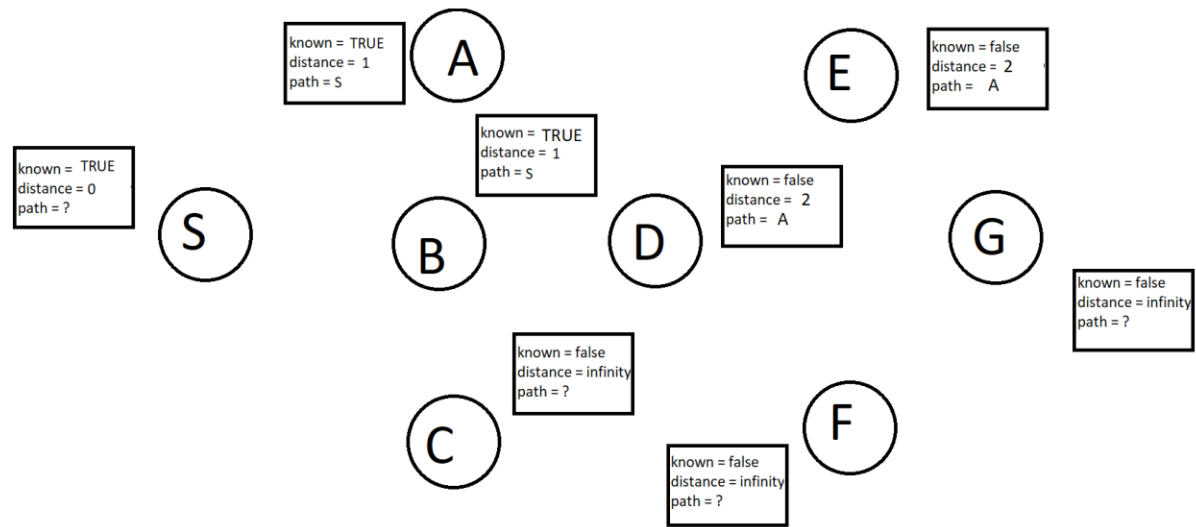 known = TRUE
distance = 1
path = S
A
E
known = false
distance = 2
path = A
known = TRUE
distance = 1
path = S
known = TRUE
distance = 0
path = ?
S
B
D
known = false
distance = 2
path = A
G
known = false
distance = infinity
path = ?
known = false
distance = infinity
path = ?
C
F
known = false
distance = infinity
path = ?